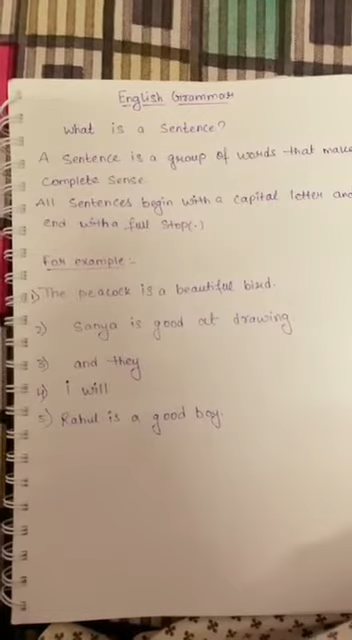 English Grammar
What is a Sentence?
A Sentence is a group of words that make
Complete Sense
All Sentences begin with a capital letter and
end with a full stop(.)
For example :-
1) The peacock is a beautiful bird.
2) Sanya is good at drawing
3) and they
4) i will
5) Rahul is a good boy.